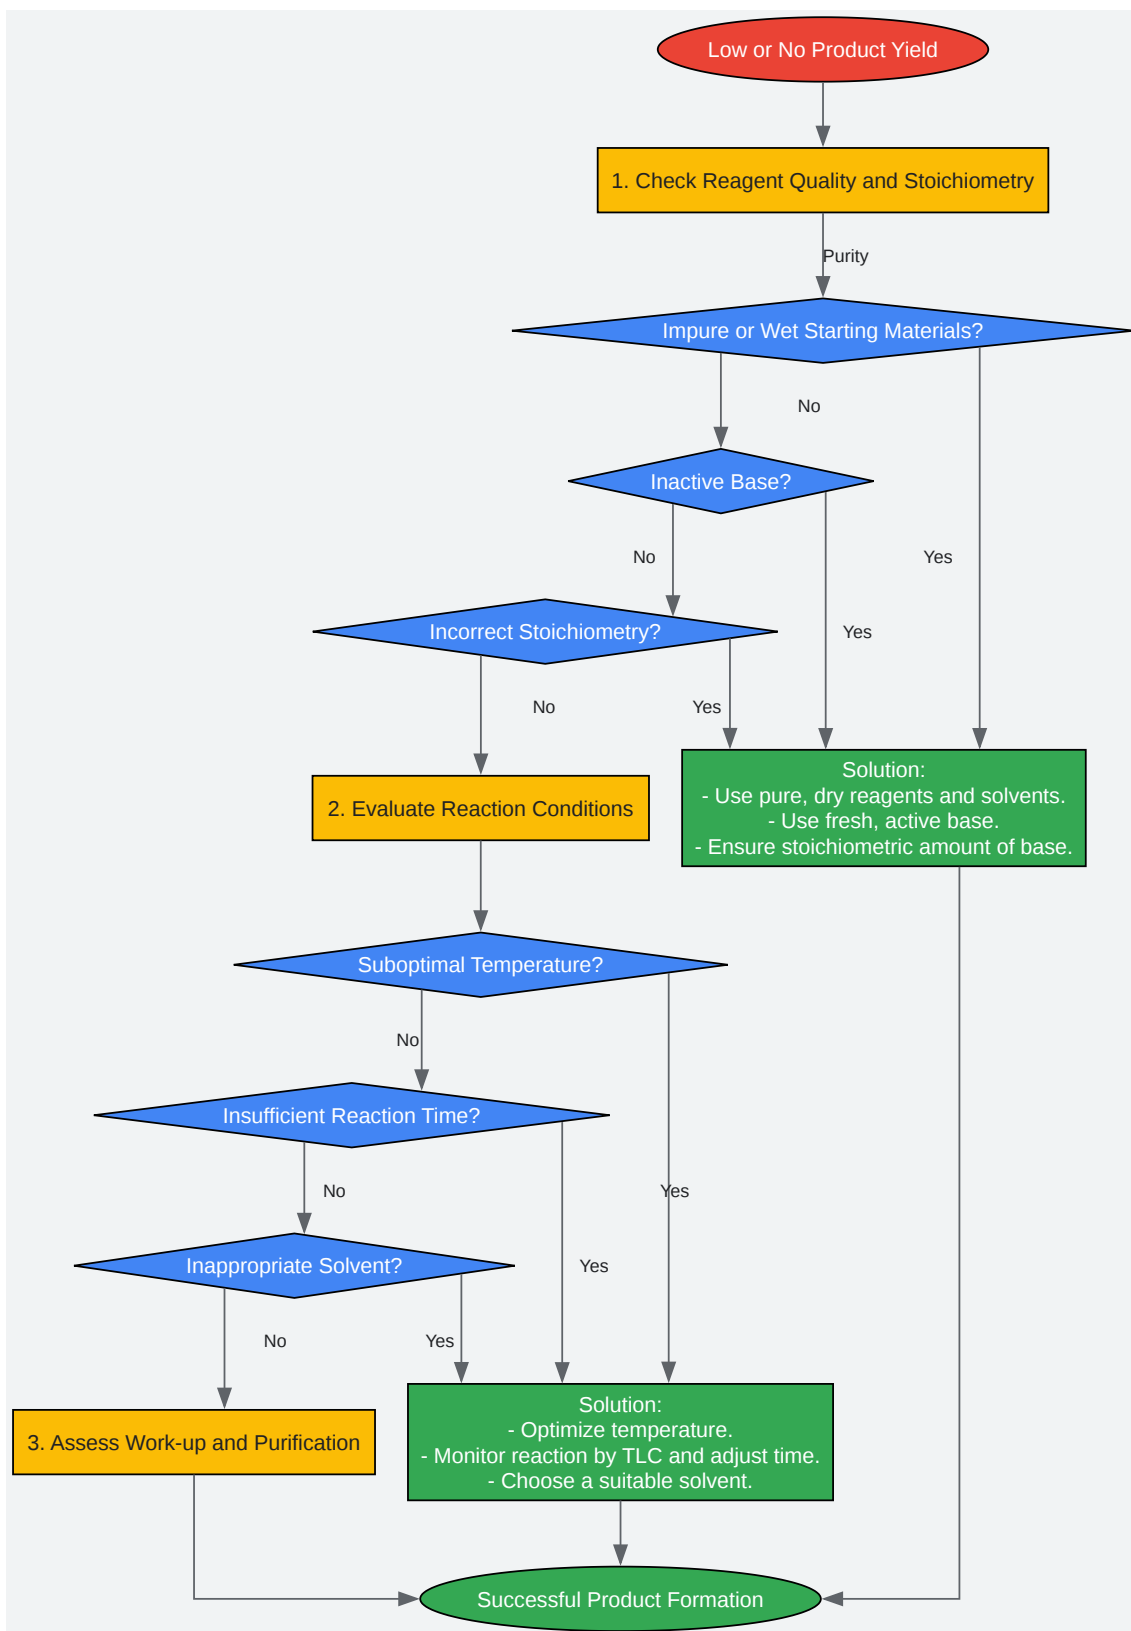 Low or No Product Yield
1. Check Reagent Quality and Stoichiometry
Purity
Impure or Wet Starting Materials?
No
Inactive Base?
No
Yes
Incorrect Stoichiometry?
Yes
No
Yes
Solution:
- Use pure, dry reagents and solvents.
- Use fresh, active base.
- Ensure stoichiometric amount of base.
2. Evaluate Reaction Conditions
Suboptimal Temperature?
No
Insufficient Reaction Time?
No
Yes
Inappropriate Solvent?
Yes
No
Yes
Solution:
- Optimize temperature.
- Monitor reaction by TLC and adjust time.
- Choose a suitable solvent.
3. Assess Work-up and Purification
Successful Product Formation